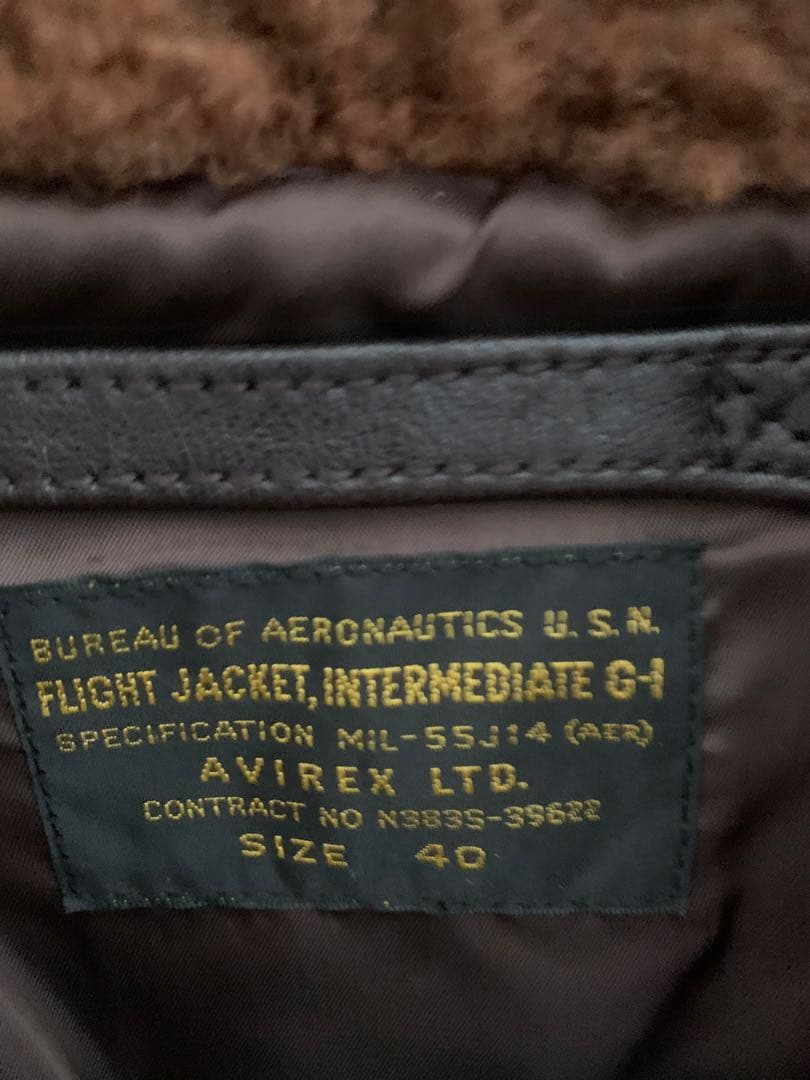 BUREAU OF AERONAUTICS U.S.N.
FLIGHT JACKET, INTERMEDIATE G-1
SPECIFICATION MIL-55J14 (AER)
AVIREX LTD.
CONTRACT NO N383S-39622
SIZE 40